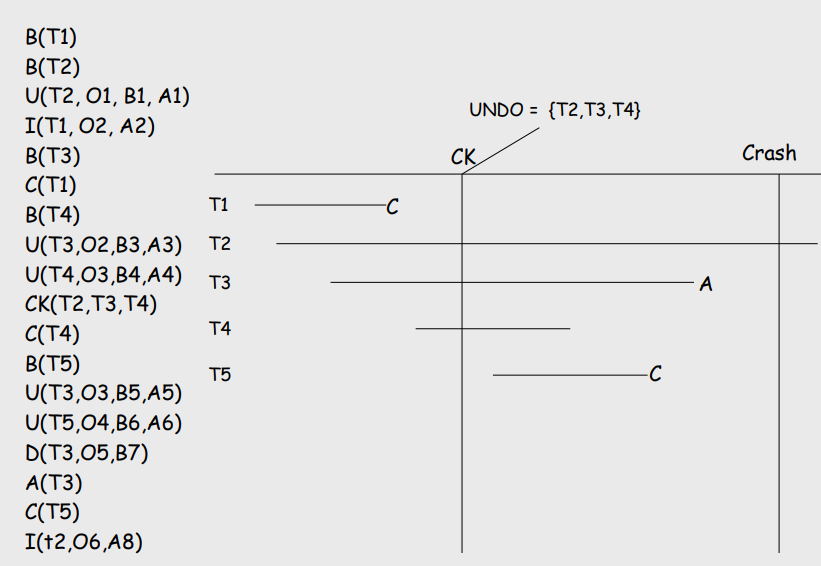 B(T1)
B(T2)
U(T2, O1, B1, A1)
I(T1, O2, A2)
B(T3)
C(T1)
B(T4)
U(T3,O2,B3,A3)
U(T4,O3,B4,A4)
CK(T2,T3,T4)
C(T4)
B(T5)
U(T3,O3,B5,A5)
U(T5,O4,B6,A6)
D(T3,O5,B7)
A(T3)
C(T5)
I(t2,O6,A8)
UNDO = {T2,T3,T4}
CK
Crash
T1 C
T2
T3 A
T4
T5 C